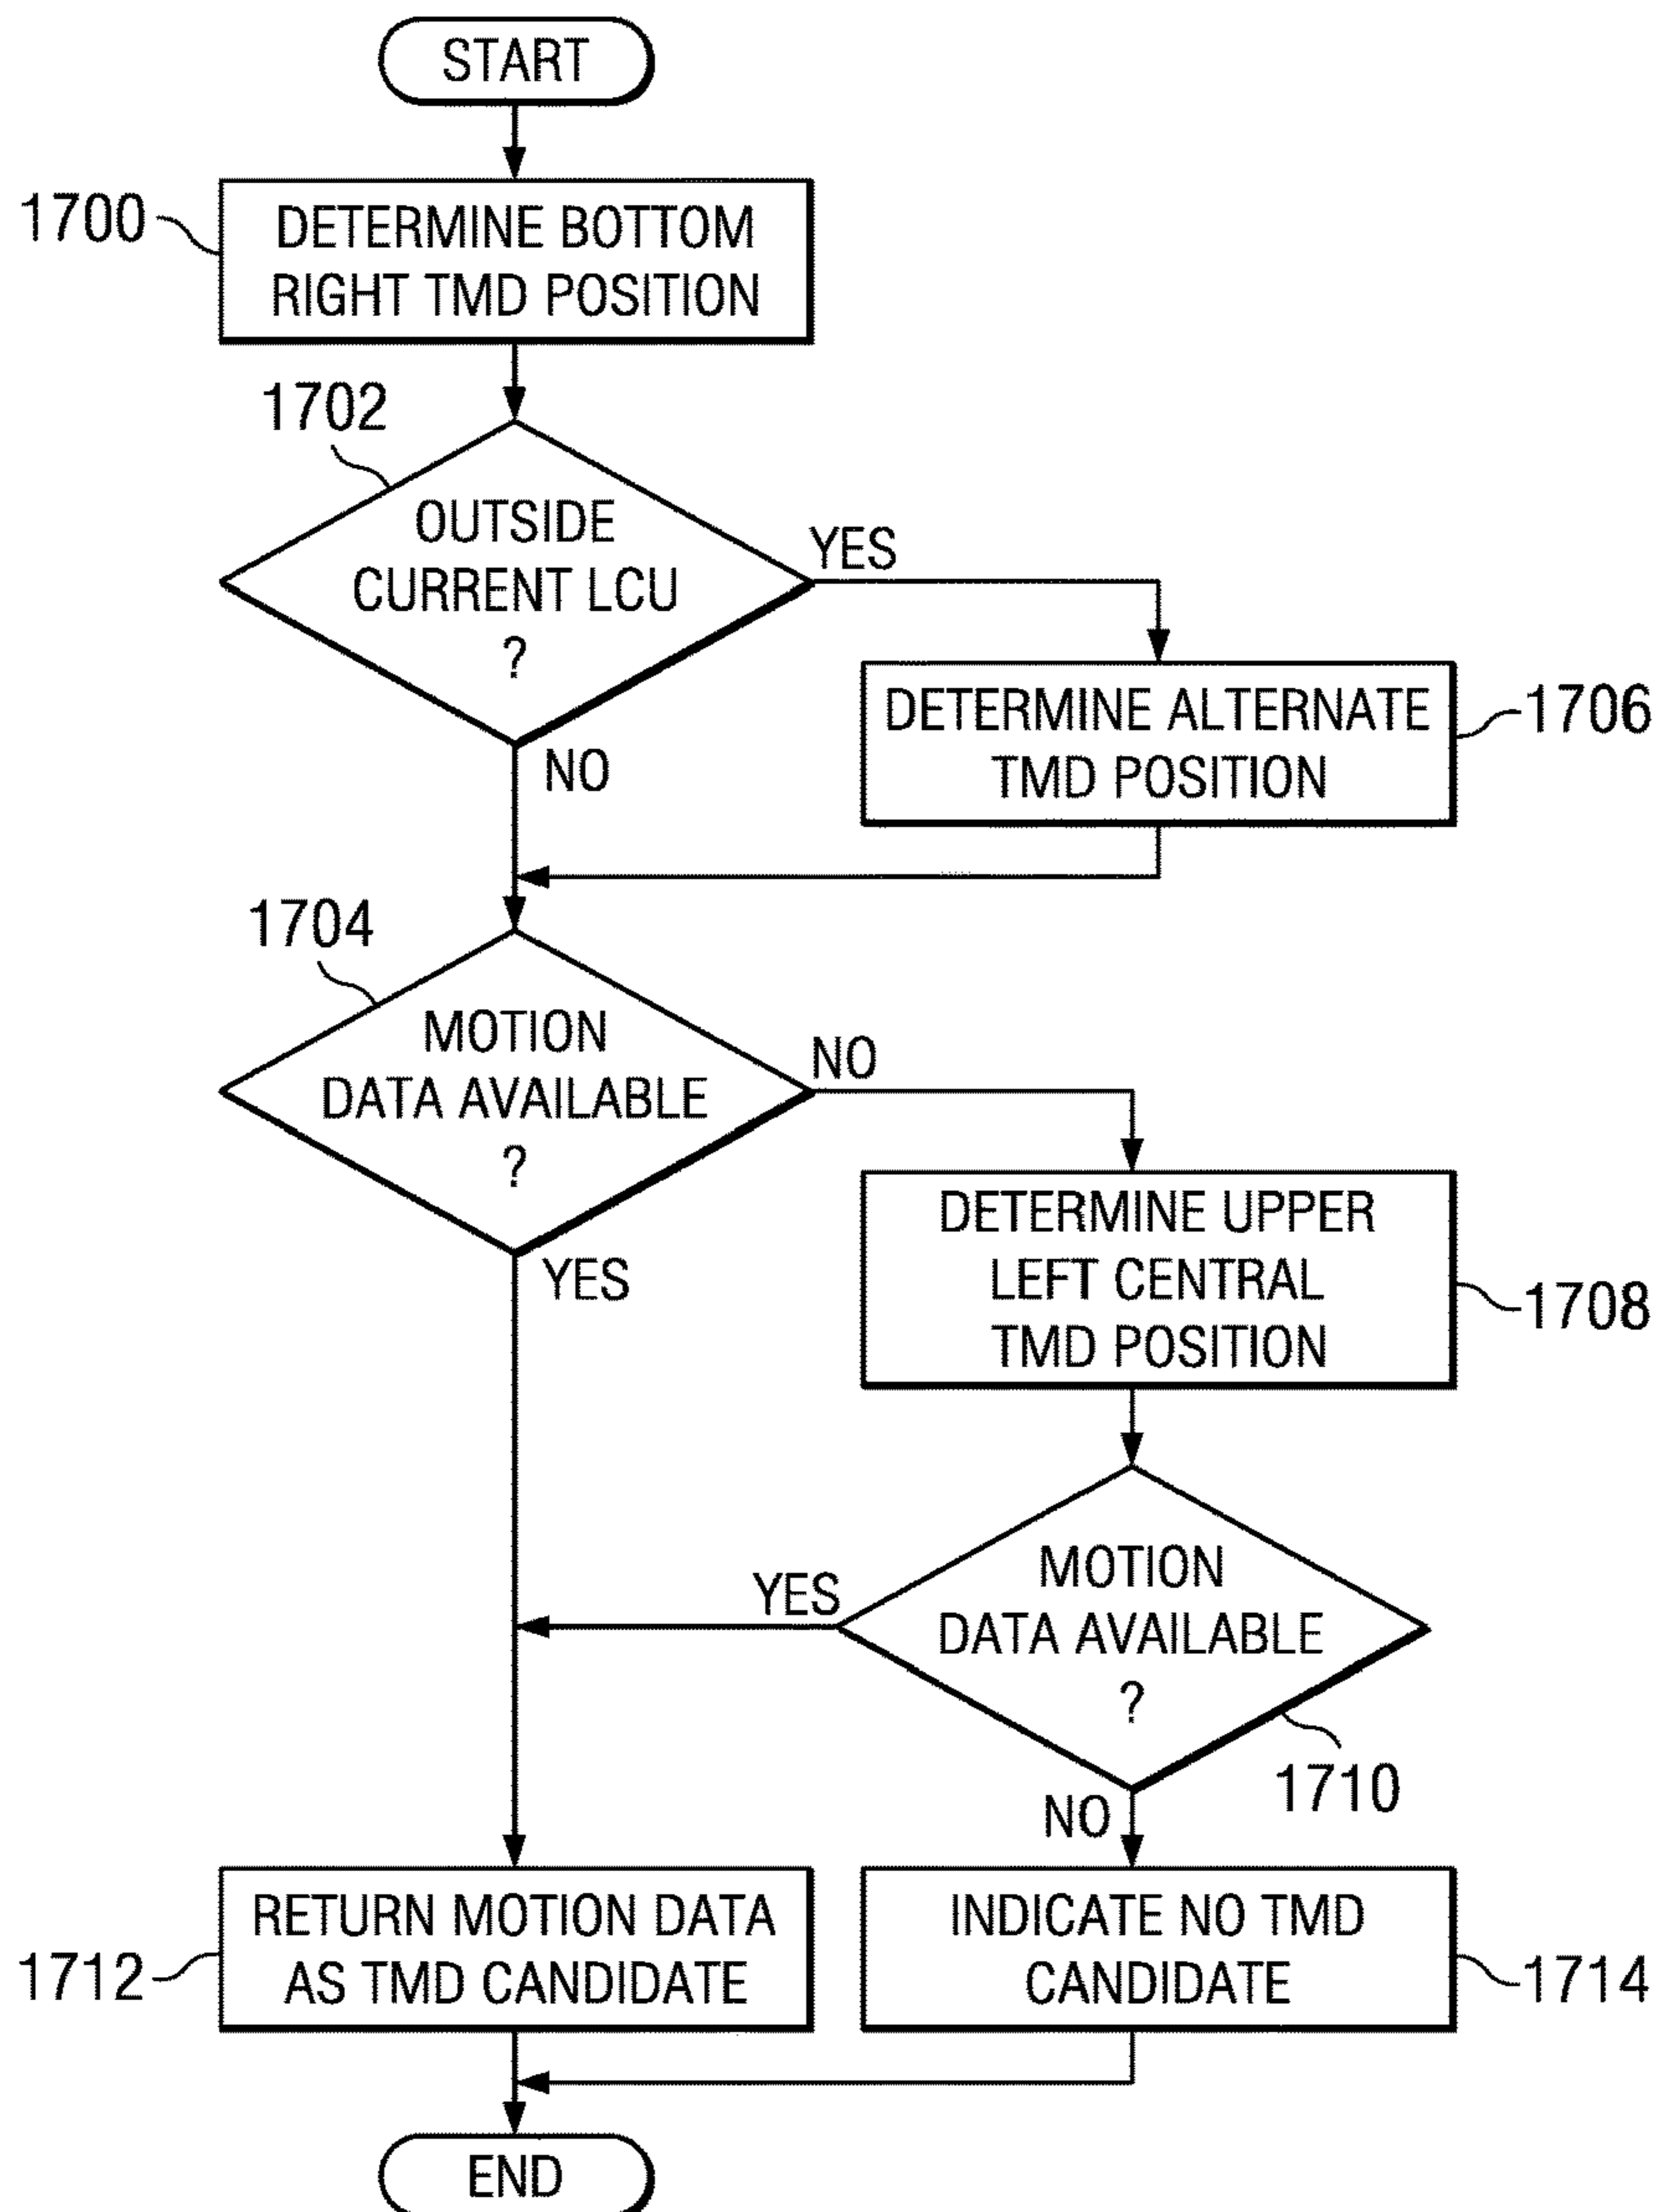 START
1700
DETERMINE BOTTOM
RIGHT TMD POSITION
1702
OUTSIDE
CURRENT LCU
?
YES
NO
DETERMINE ALTERNATE
TMD POSITION
1706
1704
MOTION
DATA AVAILABLE
?
NO
YES
DETERMINE UPPER
LEFT CENTRAL
TMD POSITION
1708
MOTION
DATA AVAILABLE
?
YES
1710
NO
RETURN MOTION DATA
AS TMD CANDIDATE
1712
INDICATE NO TMD
CANDIDATE
1714
END